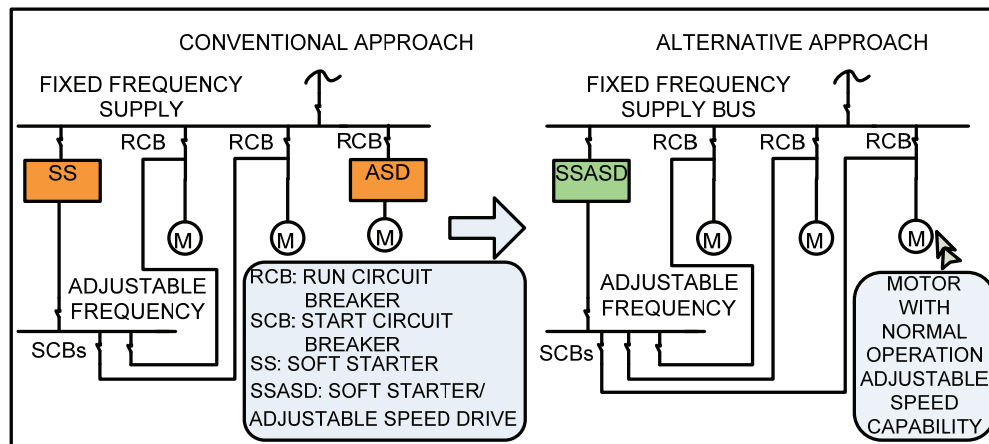 CONVENTIONAL APPROACH
FIXED FREQUENCY
SUPPLY
RCB
RCB
RCB
SS
ASD
M
M
M
ADJUSTABLE
FREQUENCY
SCBs
RCB: RUN CIRCUIT
BREAKER
SCB: START CIRCUIT
BREAKER
SS: SOFT STARTER
SSASD: SOFT STARTER/
ADJUSTABLE SPEED DRIVE
ALTERNATIVE APPROACH
FIXED FREQUENCY
SUPPLY BUS
RCB
RCB
RCB
SSASD
M
M
M
ADJUSTABLE
FREQUENCY
SCBs
MOTOR
WITH
NORMAL
OPERATION
ADJUSTABLE
SPEED
CAPABILITY